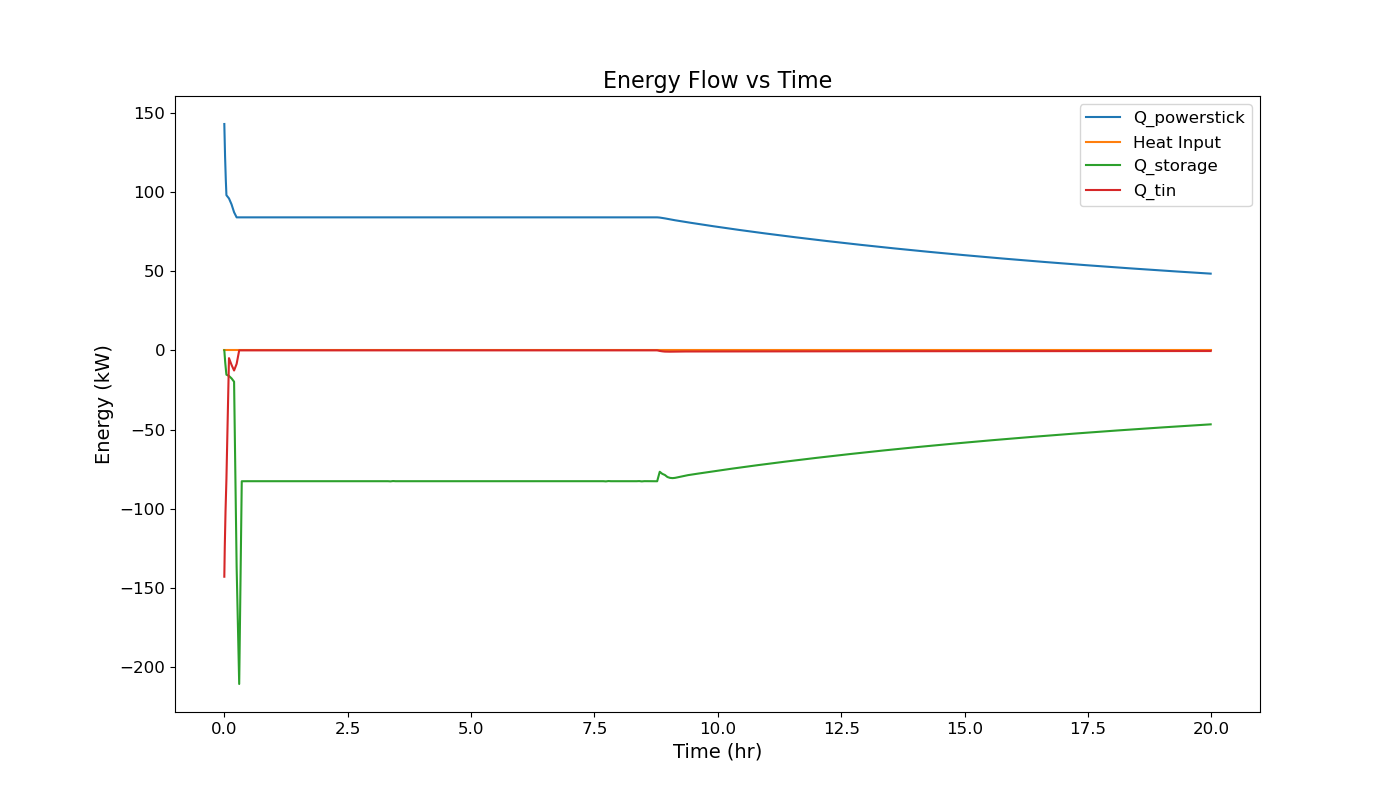 Energy Flow vs Time
Q_powerstick
Heat Input
Q_storage
Q_tin
Energy (kW)
150
100
50
0
−50
−100
−150
−200
0.0 2.5 5.0 7.5 10.0 12.5 15.0 17.5 20.0
Time (hr)